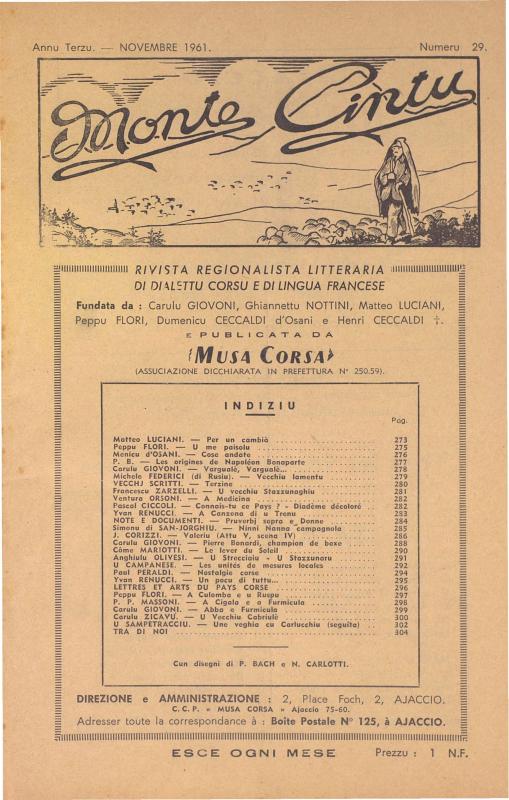 Annu Terzu. — NOVEMBRE 1961. Numeru 29.
Monte Cintu
RIVISTA REGIONALISTA LITTERARIA
DI DIALETTU CORSU E DI LINGUA FRANCESE
Fundata da : Carulu GIOVONI, Ghiannettu NOTTINI, Matteo LUCIANI,
Peppu FLORI, Dumenicu CECCALDI d'Osani e Henri CECCALDI †.
E PUBLICATA DA
"MUSA CORSA"
(ASSUCIAZIONE DICCHIARATA IN PREFETTURA N° 250.59).
INDIZIU
Pag.
Matteo LUCIANI. — Per un cambià 273
Peppu FLORI. — U me paisolu 275
Menicu d'OSANI. — Cose andate 276
P. B. — Les origines de Napoléon Bonaparte 277
Carulu GIOVONI. — Vargualè, Vargualè... 278
Michele FEDERICI (di Rusiu). — Vecchiu lamentu 279
VECCHJ SCRITTI. — Terzine 280
Francescu ZARZELLI. — U vecchiu Stazzunaghiu 281
Ventura ORSONI. — A Medicina 282
Pascal CICCOLI. — Connais-tu ce Pays ? - Diadème décoloré 282
Yvan RENUCCI. — A Canzona di u Trenu 283
NOTE E DOCUMENTI. — Pruverbj sopra e Donne 284
Simonu di SAN-JORGHIU. — Ninni Nanna campagnola 285
J. CORIZZI. — Valeriu (Attu V, scena IV) 286
Carulu GIOVONI. — Pierre Bonardi, champion de boxe 288
Côme MARIOTTI. — Le lever du Soleil 290
Anghiulu OLIVESI. — U Strecciaiu - U Stazzunaru 291
U CAMPANESE. — Les unités de mesures locales 292
Paul PERALDI. — Nostalgie corse 294
Yvan RENUCCI. — Un pocu di tuttu... 295
LETTRES ET ARTS DU PAYS CORSE 296
Peppu FLORI. — A Culomba e u Ruspu 297
P. P. MASSONI. — A Cigala e a Furmicula 298
Carulu GIOVONI. — Abba e Furmicula 299
Carulu ZICAVU. — U Vecchiu Cabriulè 300
U SAMPETRACCIU. — Une veghia cu Carlucchiu (seguita) 302
TRA DI NOI 304
Cun disegni di P. BACH e N. CARLOTTI.
DIREZIONE e AMMINISTRAZIONE : 2, Place Foch, 2, AJACCIO.
C.C.P. « MUSA CORSA » Ajaccio 75-60.
Adresser toute la correspondance à : Boîte Postale N° 125, à AJACCIO.
ESCE OGNI MESE Prezzu : 1 N.F.